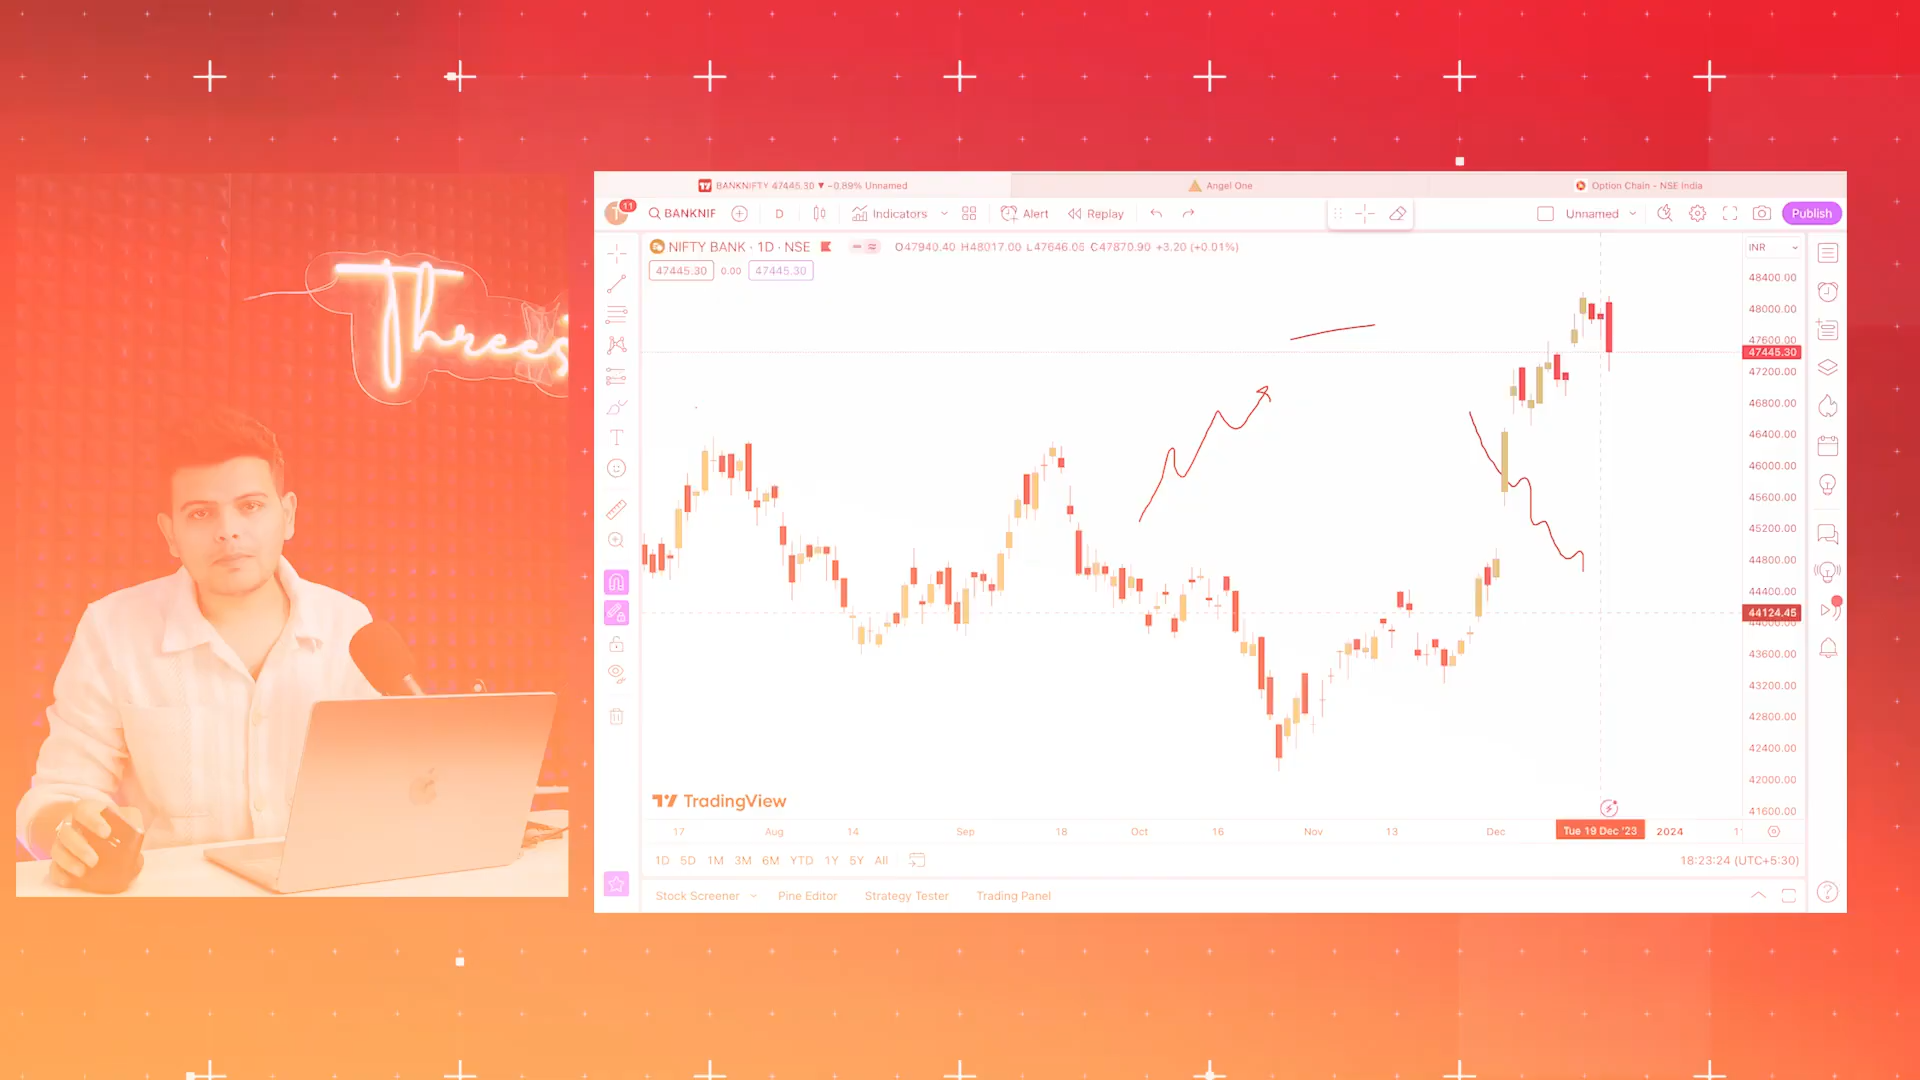 Threes
BANKNIFTY 47445.30 ▼ −0.89% Unnamed
Angel One
Option Chain - NSE India
T
11
BANKNIF
D
Indicators
Alert
Replay
Unnamed
Publish
NIFTY BANK · 1D · NSE
O47940.40 H48017.00 L47646.05 C47870.90 +3.20 (+0.01%)
INR
47445.30
0.00
47445.30
48400.00
48000.00
47600.00
47445.30
47200.00
46800.00
46400.00
46000.00
45600.00
45200.00
44800.00
44400.00
44124.45
43600.00
43200.00
42800.00
42400.00
42000.00
41600.00
TradingView
17 Aug 14 Sep 18 Oct 16 Nov 13 Dec Tue 19 Dec '23 2024
1D 5D 1M 3M 6M YTD 1Y 5Y All
18:23:24 (UTC+5:30)
Stock Screener Pine Editor Strategy Tester Trading Panel